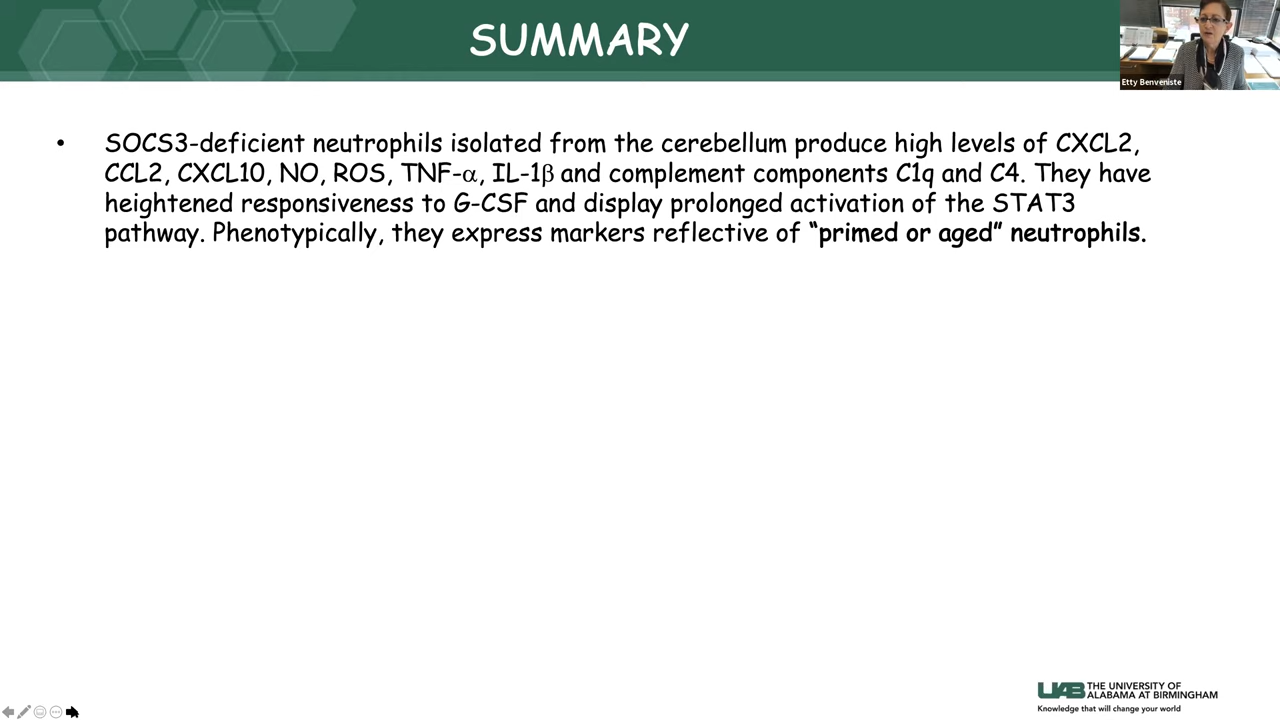 SUMMARY
Etty Benveniste
• SOCS3-deficient neutrophils isolated from the cerebellum produce high levels of CXCL2,
CCL2, CXCL10, NO, ROS, TNF-α, IL-1β and complement components C1q and C4. They have
heightened responsiveness to G-CSF and display prolonged activation of the STAT3
pathway. Phenotypically, they express markers reflective of “primed or aged” neutrophils.
UAB THE UNIVERSITY OF
ALABAMA AT BIRMINGHAM
Knowledge that will change your world